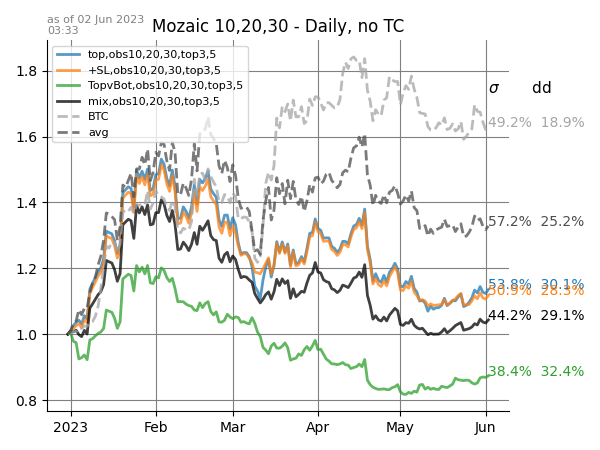 as of 02 Jun 2023
03:33
Mozaic 10,20,30 - Daily, no TC
top,obs10,20,30,top3,5
+SL,obs10,20,30,top3,5
TopvBot,obs10,20,30,top3,5
mix,obs10,20,30,top3,5
BTC
avg
σ dd
49.2% 18.9%
57.2% 25.2%
53.8% 30.1%
50.9% 28.3%
44.2% 29.1%
38.4% 32.4%
1.8
1.6
1.4
1.2
1.0
0.8
2023 Feb Mar Apr May Jun